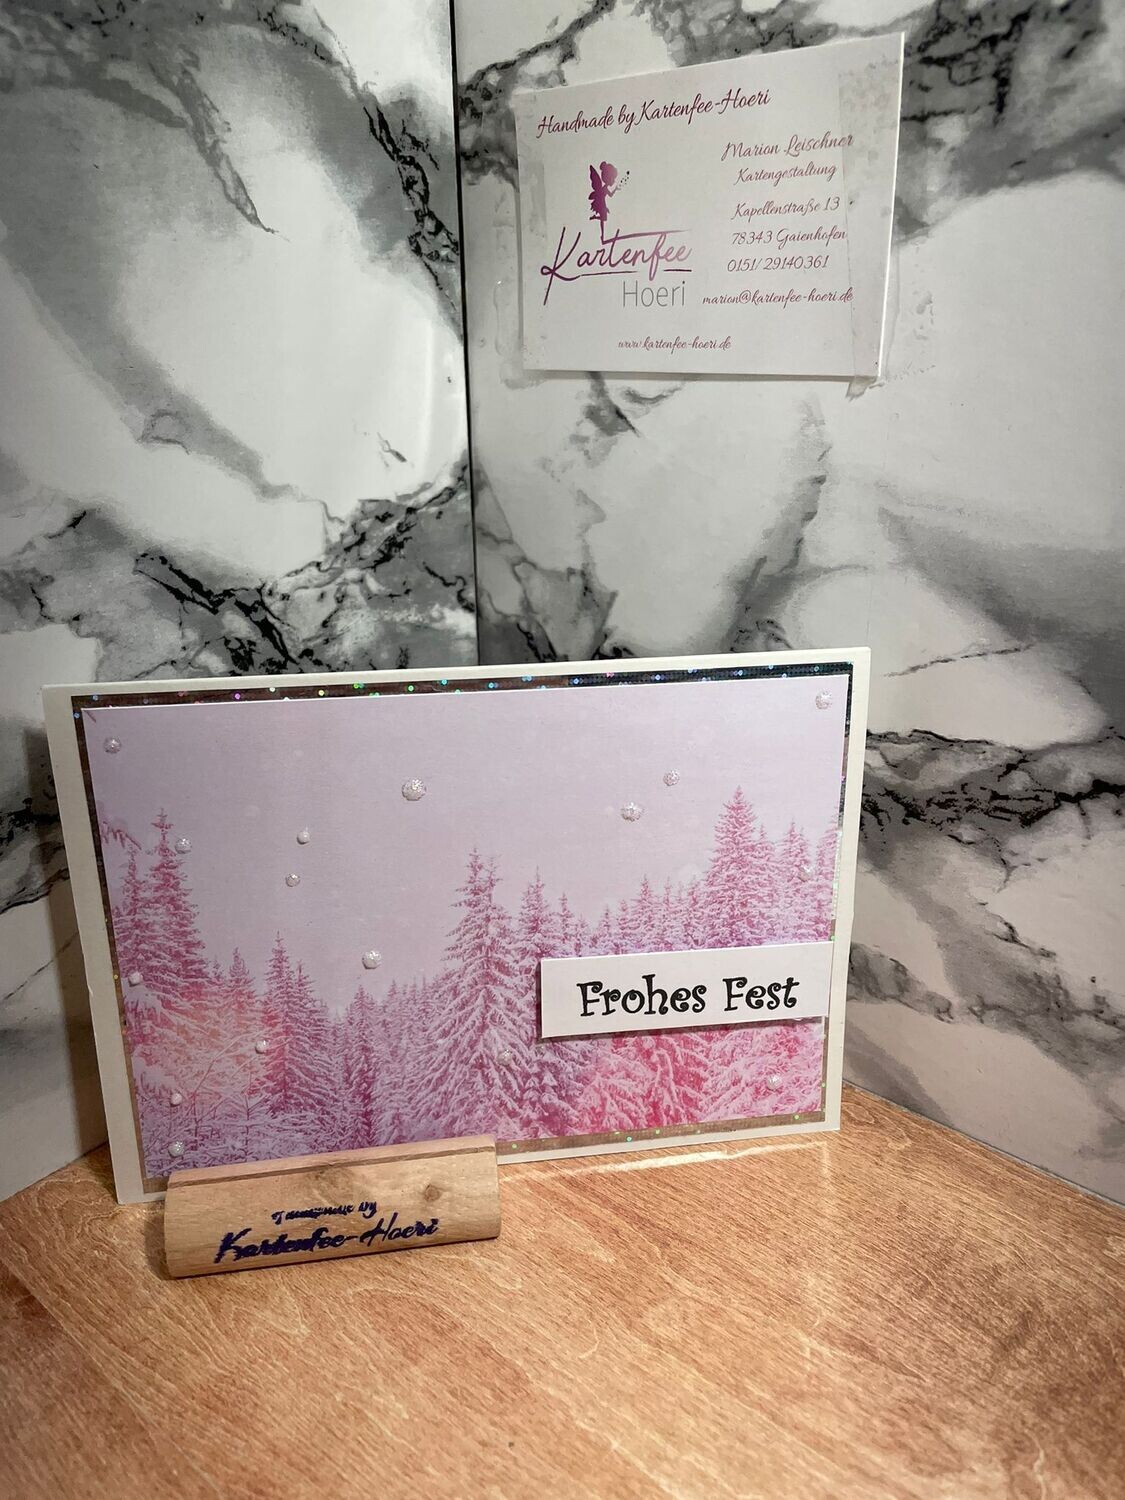 Handmade by Kartenfee-Hoeri
Marion Leischner
Kartengestaltung
Kapellenstraße 13
78343 Gaienhofen
0151/29140361
marion@kartenfee-hoeri.de
Kartenfee
Hoeri
www.kartenfee-hoeri.de
Frohes Fest
by
Kartenfee-Hoeri